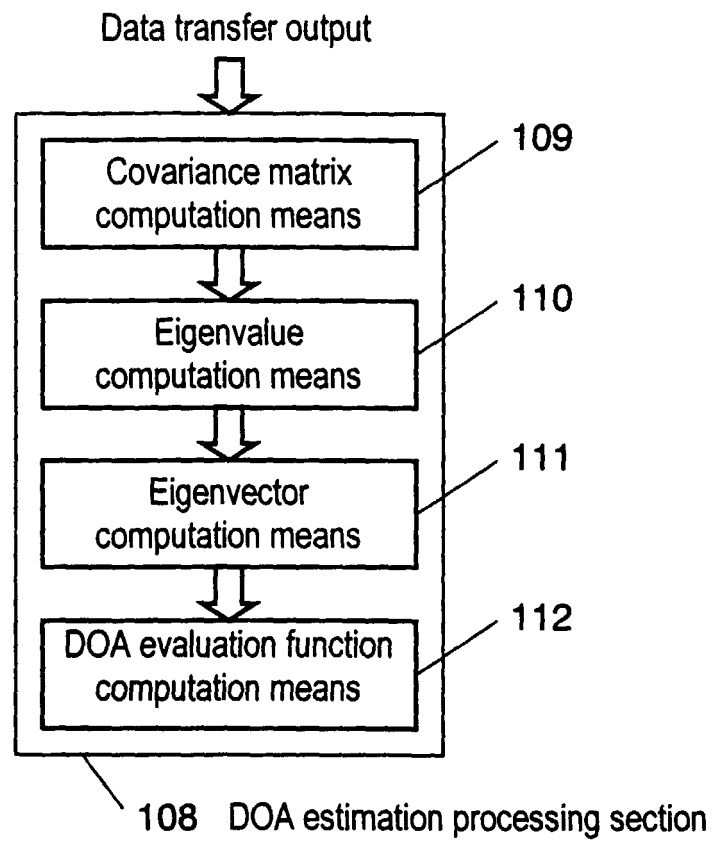 Data transfer output
109
Covariance matrix
computation means
110
Eigenvalue
computation means
111
Eigenvector
computation means
112
DOA evaluation function
computation means
108 DOA estimation processing section